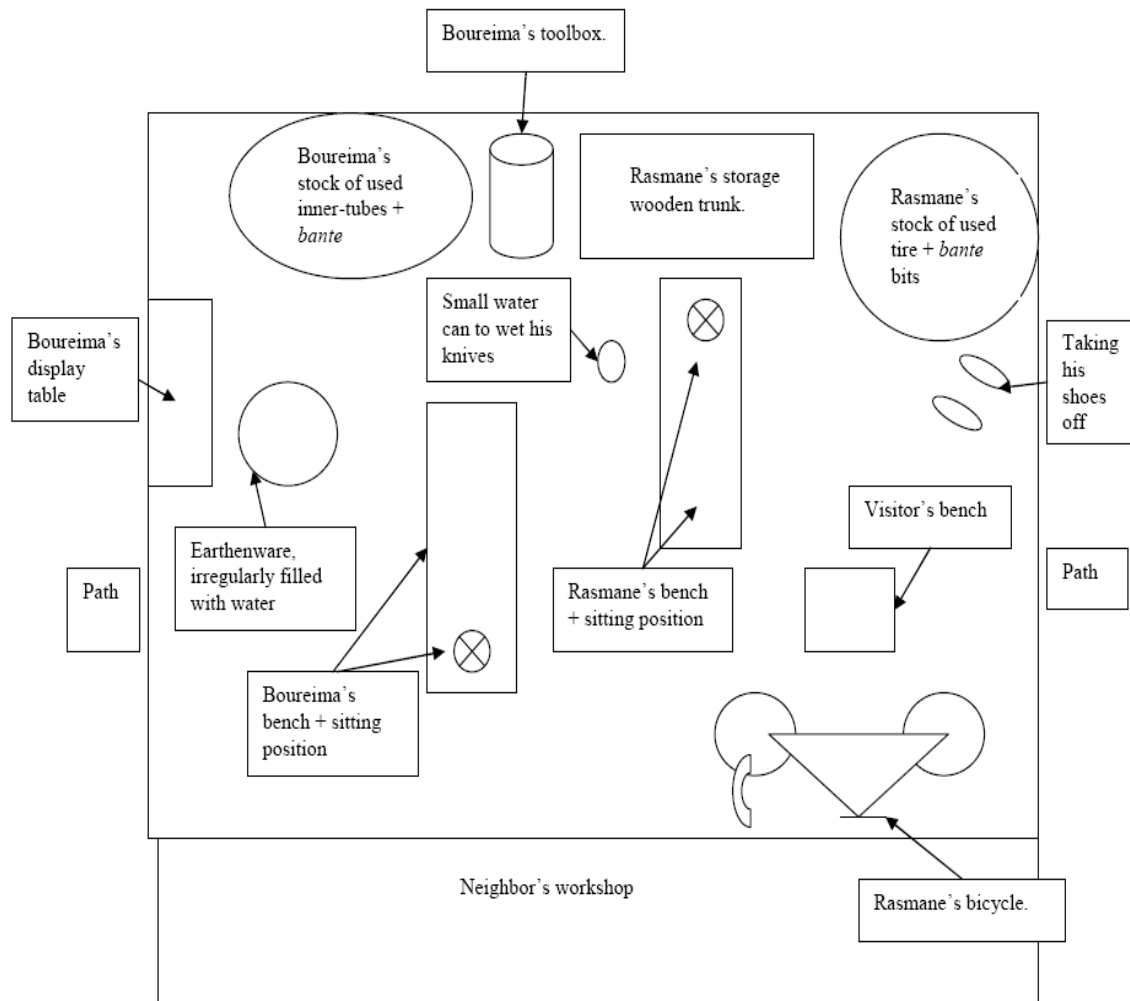 Boureima’s toolbox.
Boureima’s
stock of used
inner-tubes +
bante
Rasmane’s storage
wooden trunk.
Rasmane’s
stock of used
tire + bante
bits
Boureima’s
display
table
Small water
can to wet his
knives
Taking
his
shoes
off
Visitor’s bench
Earthenware,
irregularly filled
with water
Path
Rasmane’s bench
+ sitting position
Path
Boureima’s
bench + sitting
position
Neighbor’s workshop
Rasmane’s bicycle.